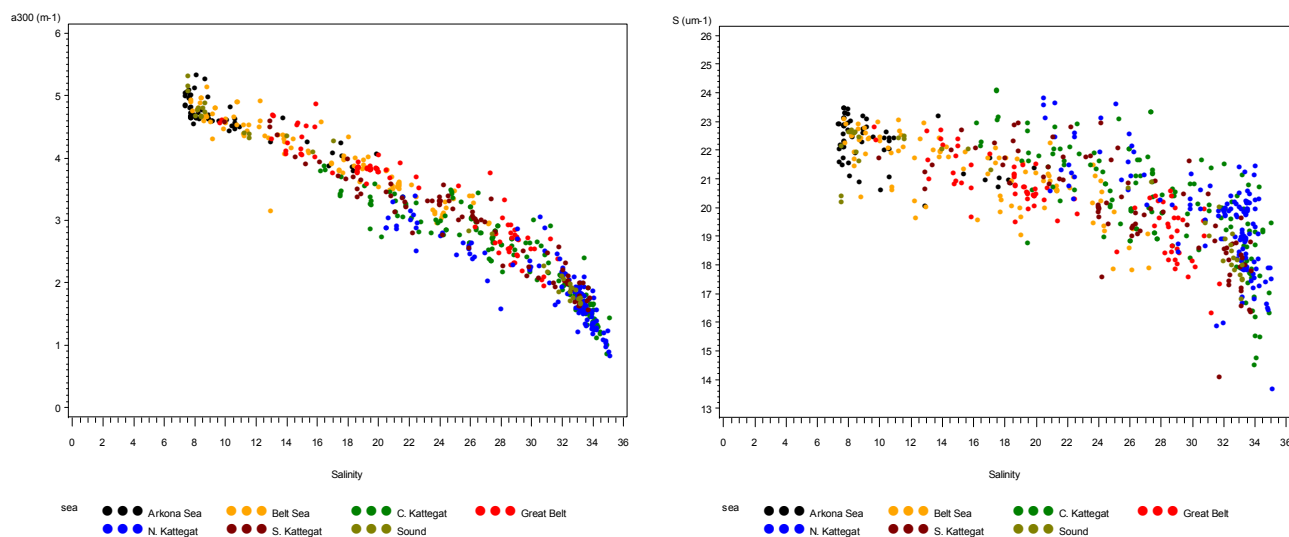 a300 (m-1)
6
5
4
3
2
1
0
0 2 4 6 8 10 12 14 16 18 20 22 24 26 28 30 32 34 36
Salinity
sea Arkona Sea Belt Sea C. Kattegat Great Belt
N. Kattegat S. Kattegat Sound
S (um-1)
26
25
24
23
22
21
20
19
18
17
16
15
14
13
0 2 4 6 8 10 12 14 16 18 20 22 24 26 28 30 32 34 36
Salinity
sea Arkona Sea Belt Sea C. Kattegat Great Belt
N. Kattegat S. Kattegat Sound